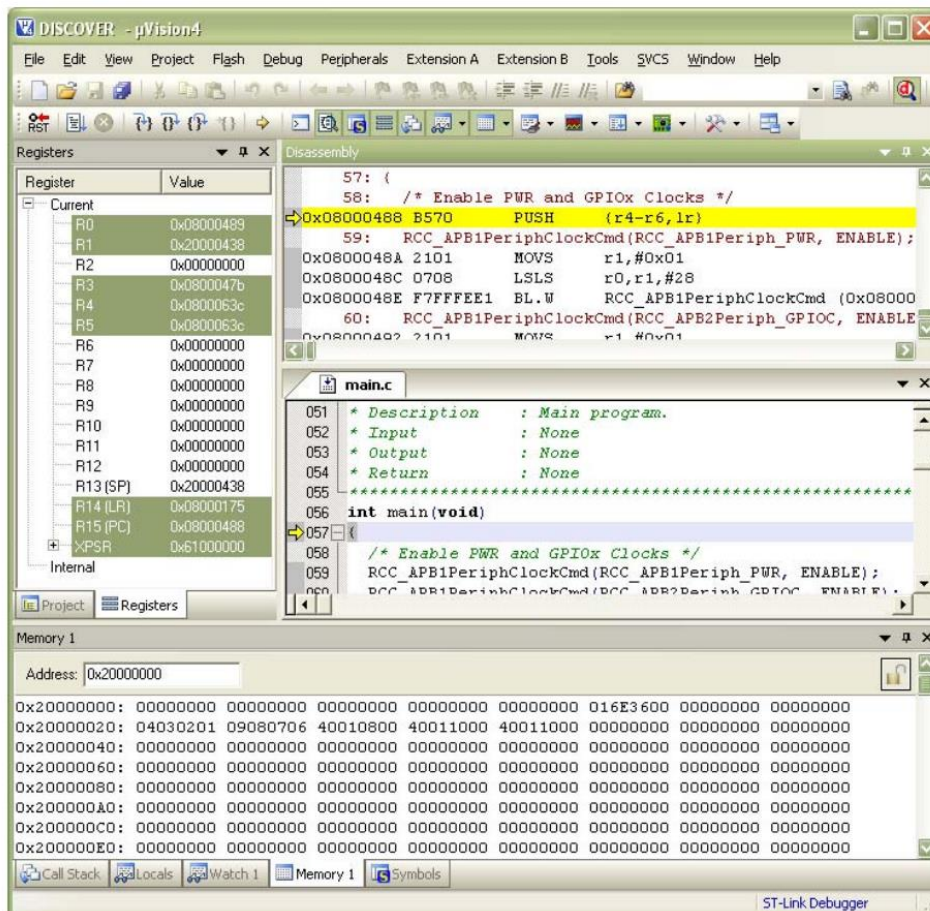 DISCOVER - µVision4
File Edit View Project Flash Debug Peripherals Extension A Extension B Tools SVCS Window Help
RST
Registers
Register Value
Current
R0 0x08000489
R1 0x20000438
R2 0x00000000
R3 0x0800047b
R4 0x0800063c
R5 0x0800063c
R6 0x00000000
R7 0x00000000
R8 0x00000000
R9 0x00000000
R10 0x00000000
R11 0x00000000
R12 0x00000000
R13 (SP) 0x20000438
R14 (LR) 0x08000175
R15 (PC) 0x08000488
xPSR 0x61000000
Internal
Project Registers
Disassembly
57: {
58: /* Enable PWR and GPIOx Clocks */
0x08000488 B570 PUSH {r4-r6,lr}
59: RCC_APB1PeriphClockCmd(RCC_APB1Periph_PWR, ENABLE);
0x0800048A 2101 MOVS r1,#0x01
0x0800048C 0708 LSLS r0,r1,#28
0x0800048E F7FFFEE1 BL.W RCC_APB1PeriphClockCmd (0x08000
60: RCC_APB1PeriphClockCmd(RCC_APB2Periph_GPIOC, ENABLE
0x08000492 2101 MOVS r1,#0x01
main.c
051 * Description : Main program.
052 * Input : None
053 * Output : None
054 * Return : None
055 *******************************************************************
056 int main(void)
057 {
058 /* Enable PWR and GPIOx Clocks */
059 RCC_APB1PeriphClockCmd(RCC_APB1Periph_PWR, ENABLE);
060 RCC_APB1PeriphClockCmd(RCC_APB2Periph_GPIOC, ENABLE);
Memory 1
Address: 0x20000000
0x20000000: 00000000 00000000 00000000 00000000 00000000 016E3600 00000000 00000000
0x20000020: 04030201 09080706 40010800 40011000 40011000 00000000 00000000 00000000
0x20000040: 00000000 00000000 00000000 00000000 00000000 00000000 00000000 00000000
0x20000060: 00000000 00000000 00000000 00000000 00000000 00000000 00000000 00000000
0x20000080: 00000000 00000000 00000000 00000000 00000000 00000000 00000000 00000000
0x200000A0: 00000000 00000000 00000000 00000000 00000000 00000000 00000000 00000000
0x200000C0: 00000000 00000000 00000000 00000000 00000000 00000000 00000000 00000000
0x200000E0: 00000000 00000000 00000000 00000000 00000000 00000000 00000000 00000000
Call Stack Locals Watch 1 Memory 1 Symbols
ST-Link Debugger